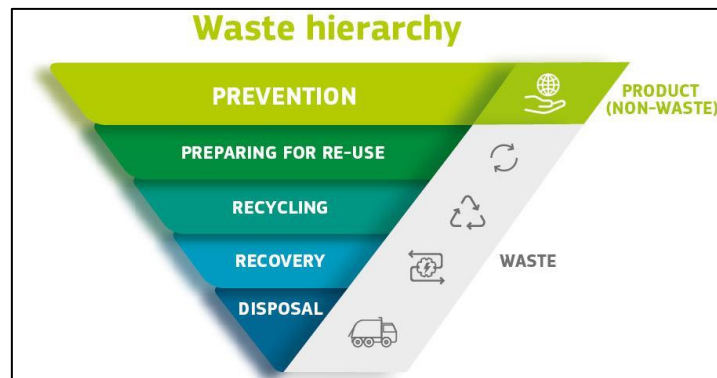 Waste hierarchy
PREVENTION
PRODUCT
(NON-WASTE)
PREPARING FOR RE-USE
RECYCLING
RECOVERY
WASTE
DISPOSAL